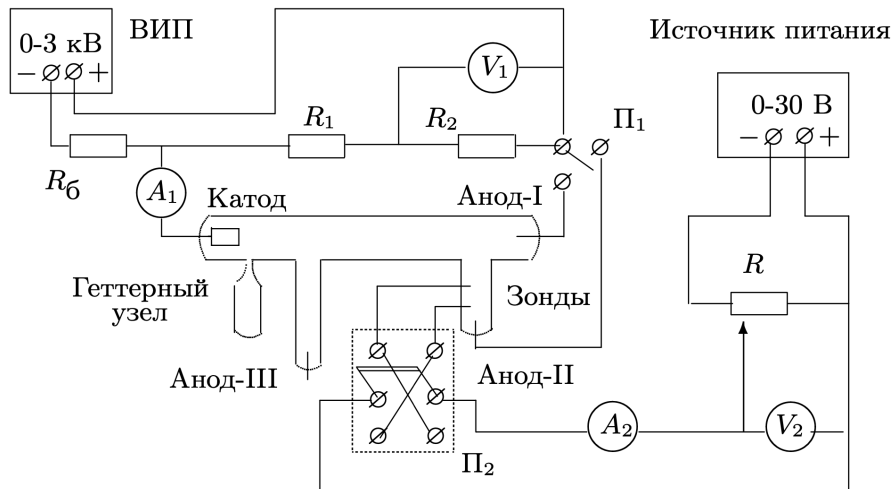 ВИП
0-3 кВ
− +
Источник питания
0-30 В
− +
V₁
R₁
R₂
П₁
Rб
A₁
Катод
Анод-I
R
Геттерный
узел
Зонды
Анод-III
Анод-II
A₂
V₂
П₂